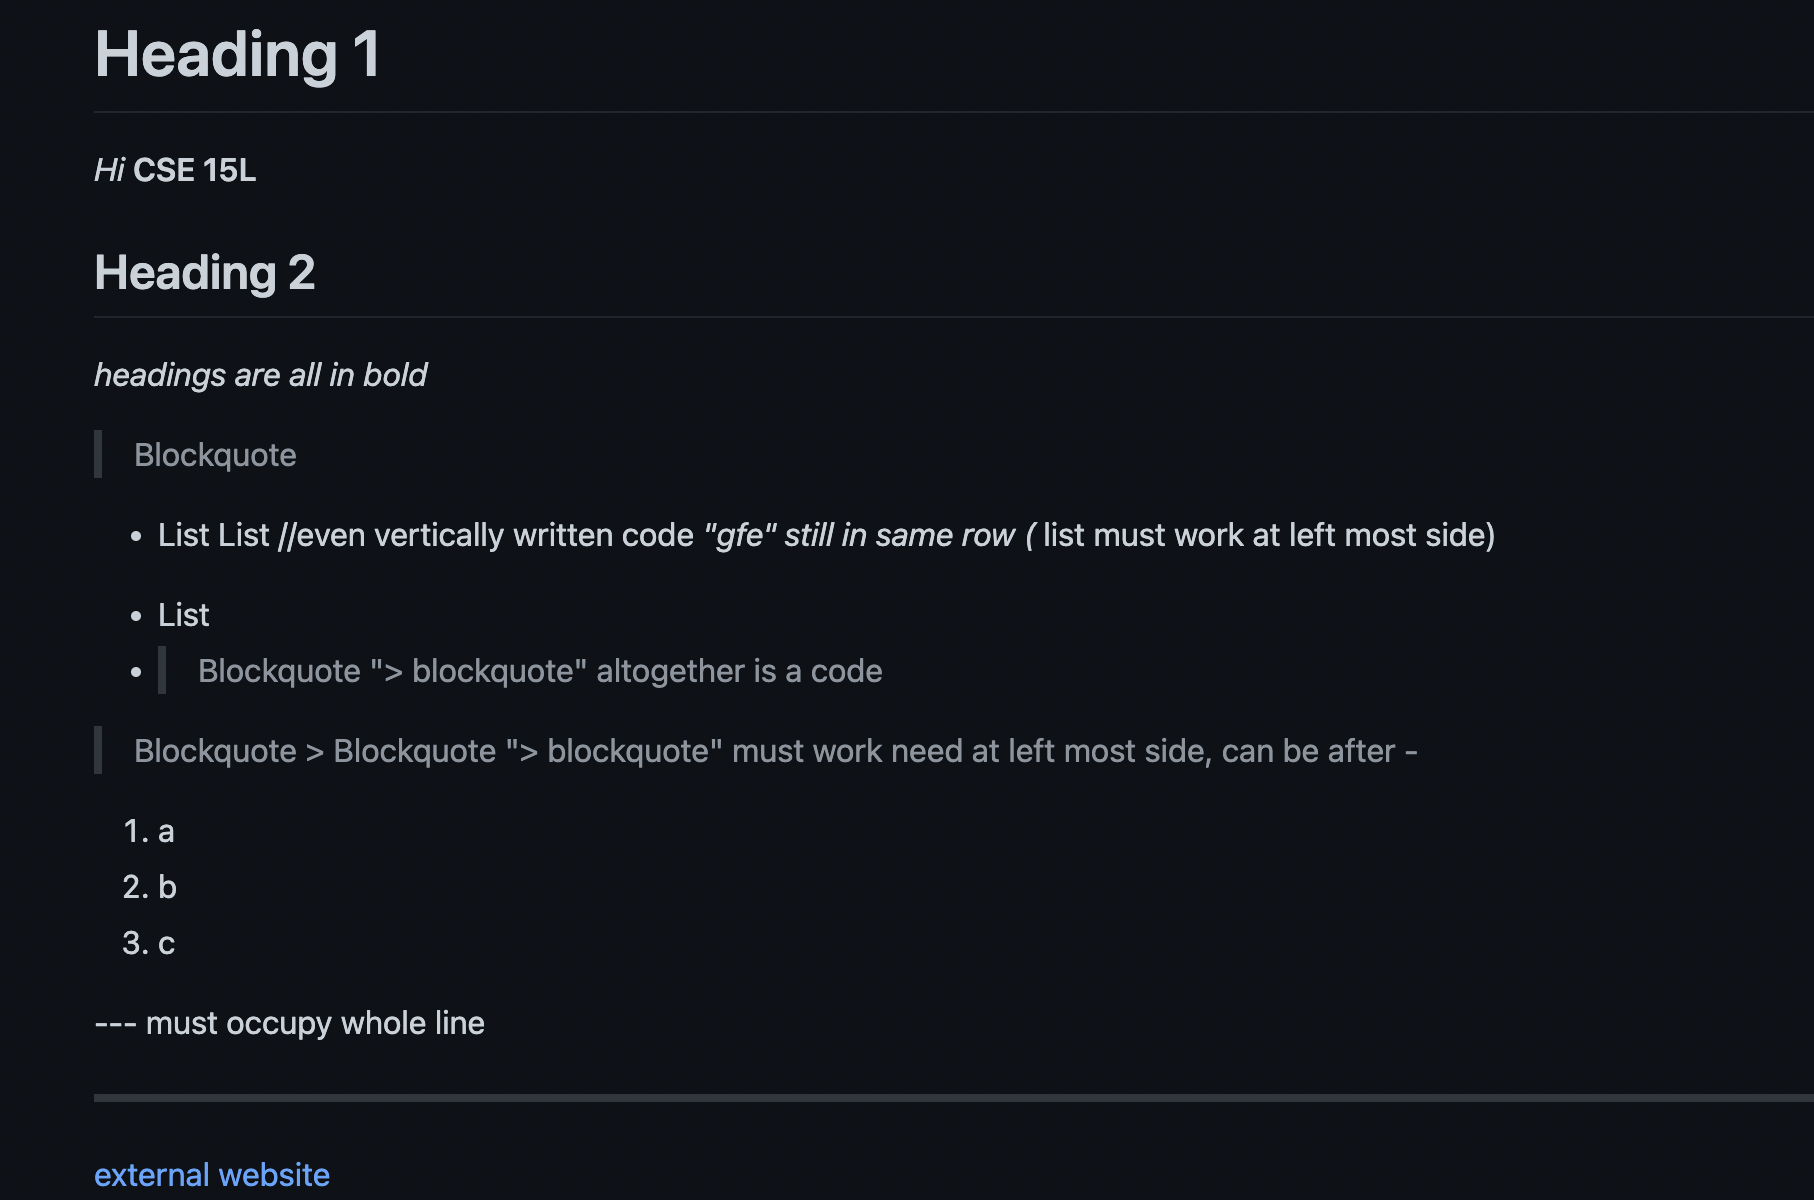 Heading 1
Hi CSE 15L
Heading 2
headings are all in bold
Blockquote
• List List //even vertically written code "gfe" still in same row ( list must work at left most side)
• List
• Blockquote "> blockquote" altogether is a code
Blockquote > Blockquote "> blockquote" must work need at left most side, can be after -
1. a
2. b
3. c
--- must occupy whole line
external website